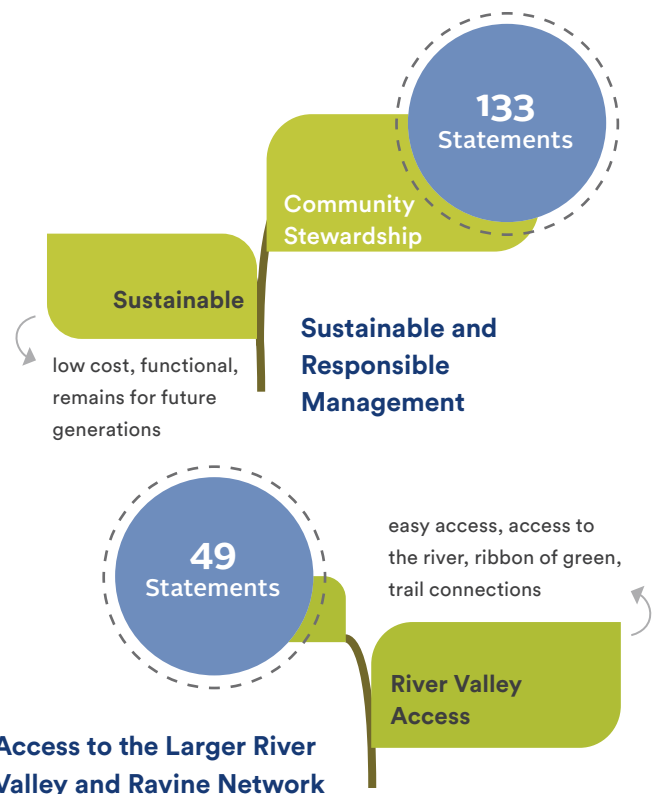 133
Statements
Community
Stewardship
Sustainable
low cost, functional,
remains for future
generations
Sustainable and
Responsible
Management
49
Statements
easy access, access to
the river, ribbon of green,
trail connections
River Valley
Access
Access to the Larger River
Valley and Ravine Network